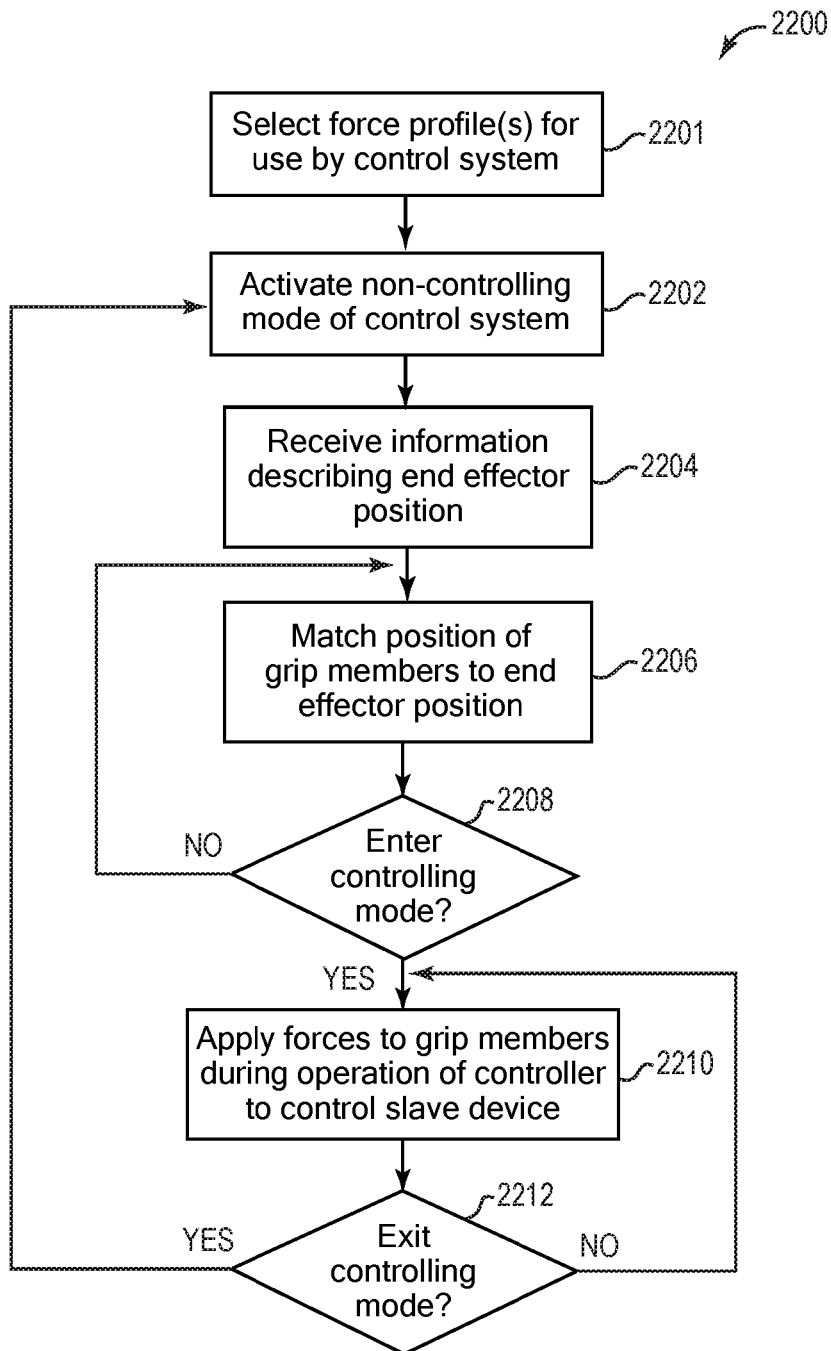 2200
Select force profile(s) for
use by control system
2201
Activate non-controlling
mode of control system
2202
Receive information
describing end effector
position
2204
Match position of
grip members to end
effector position
2206
2208
NO
Enter
controlling
mode?
YES
Apply forces to grip members
during operation of controller
to control slave device
2210
2212
YES
Exit
controlling
mode?
NO